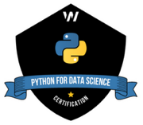 W
PYTHON FOR DATA SCIENCE
CERTIFICATION